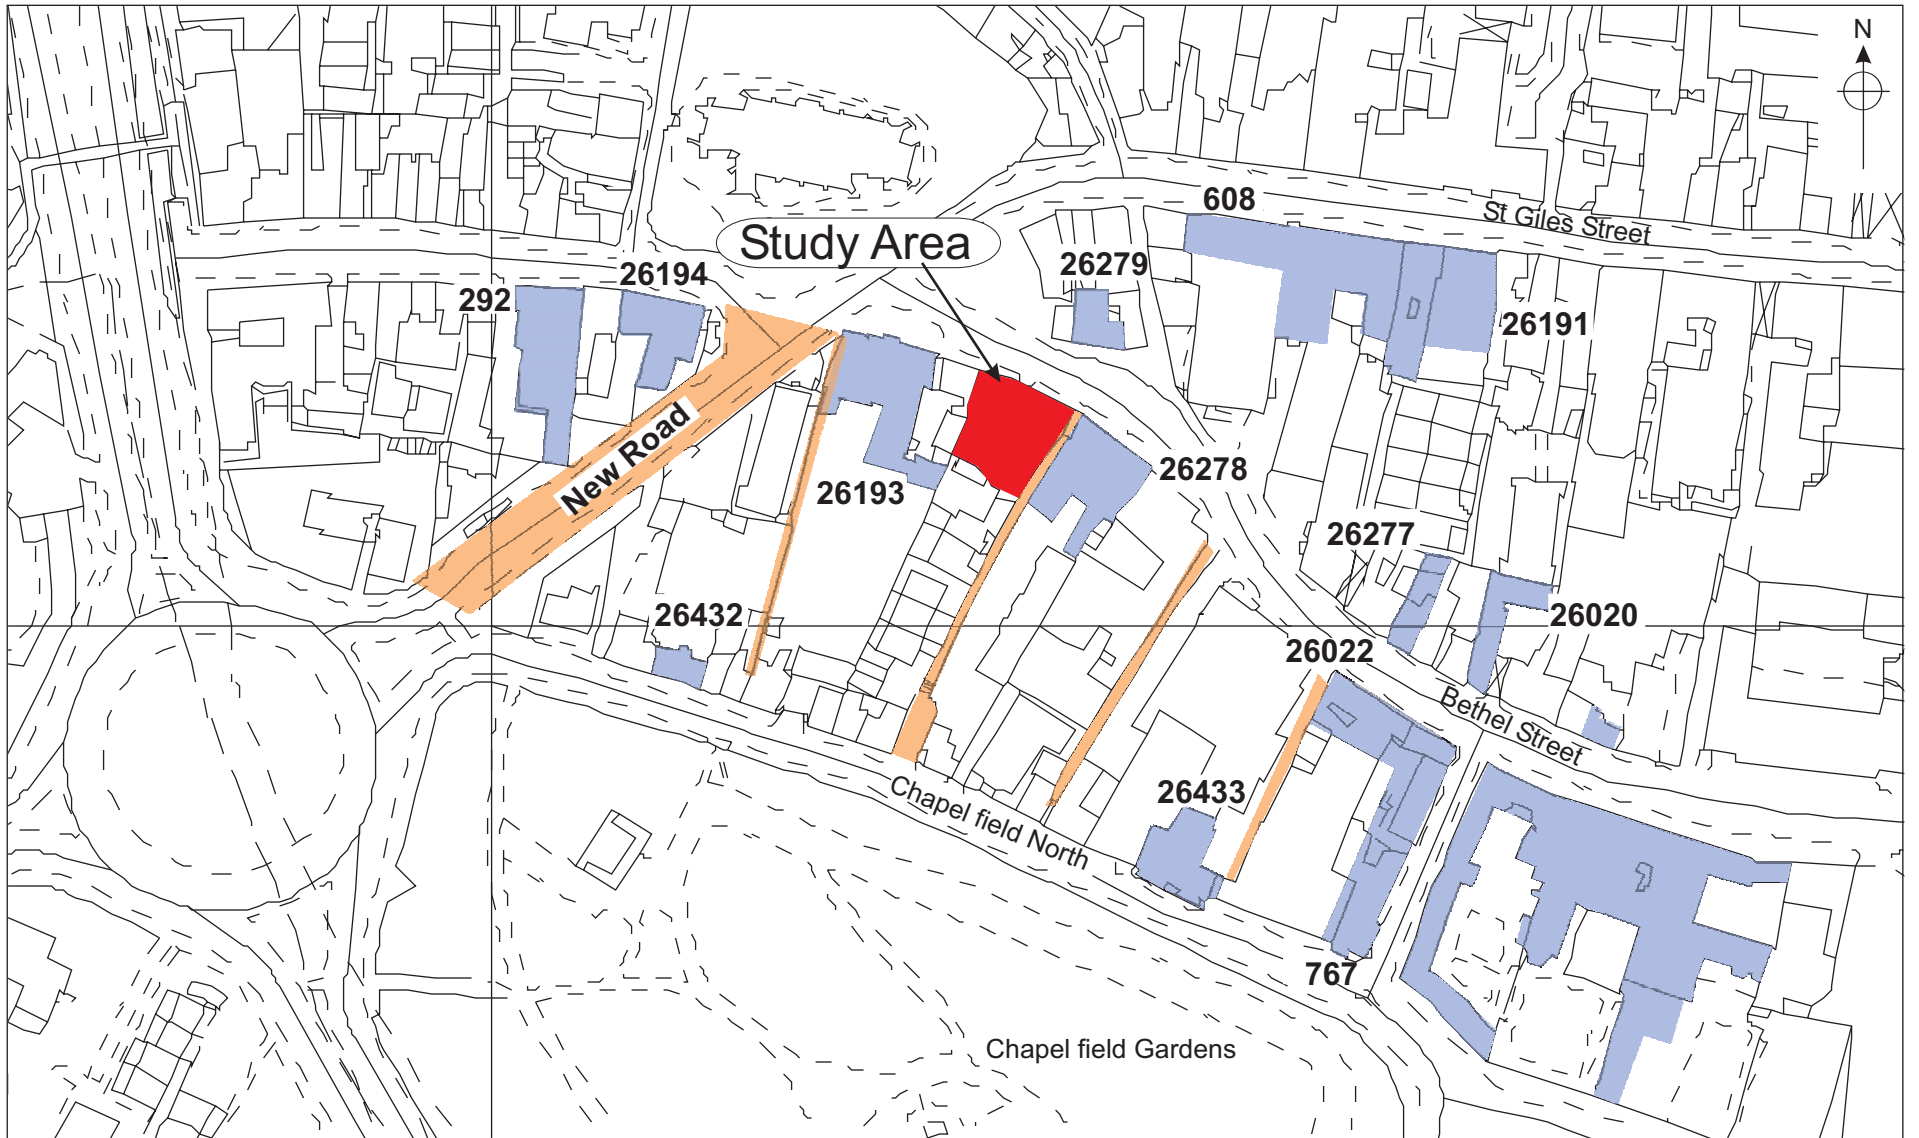 N
608
St Giles Street
Study Area
26279
26194
292
26191
New Road
26278
26193
26277
26432
26020
26022
Bethel Street
26433
Chapel field North
767
Chapel field Gardens